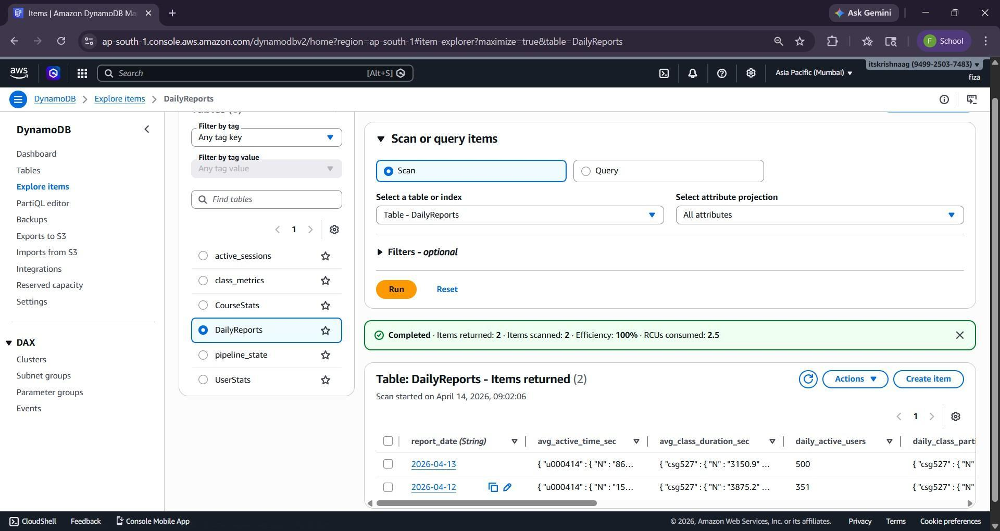 Items | Amazon DynamoDB Ma
Ask Gemini
ap-south-1.console.aws.amazon.com/dynamodbv2/home?region=ap-south-1#item-explorer?maximize=true&table=DailyReports
F School
aws
Search [Alt+S]
Asia Pacific (Mumbai)
itskrishnaag (9499-2503-7483)
fiza
DynamoDB
Explore items
DailyReports
DynamoDB
Dashboard
Tables
Explore items
PartiQL editor
Backups
Exports to S3
Imports from S3
Integrations
Reserved capacity
Settings
DAX
Clusters
Subnet groups
Parameter groups
Events
Filter by tag
Any tag key
Filter by tag value
Any tag value
Find tables
1
active_sessions
class_metrics
CourseStats
DailyReports
pipeline_state
UserStats
Scan or query items
Scan
Query
Select a table or index
Table - DailyReports
Select attribute projection
All attributes
Filters - optional
Run Reset
Completed · Items returned: 2 · Items scanned: 2 · Efficiency: 100% · RCUs consumed: 2.5
Table: DailyReports - Items returned (2)
Scan started on April 14, 2026, 09:02:06
Actions
Create item
1
report_date (String) avg_active_time_sec avg_class_duration_sec daily_active_users daily_class_parti
2026-04-13 { "u000414" : { "N" : "86... { "csg527" : { "N" : "3150.9" ... 500 { "csg527" : { "N"
2026-04-12 { "u000414" : { "N" : "15... { "csg527" : { "N" : "3875.2" ... 351 { "csg527" : { "N"
CloudShell Feedback Console Mobile App © 2026, Amazon Web Services, Inc. or its affiliates. Privacy Terms Cookie preferences